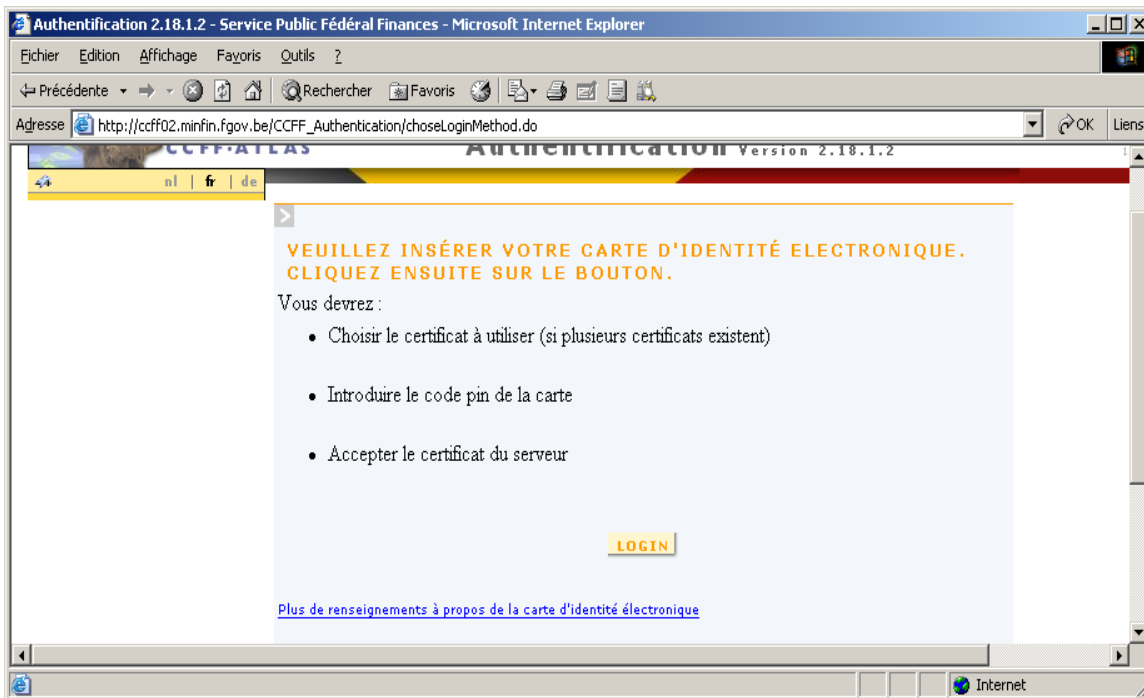 Authentification 2.18.1.2 - Service Public Fédéral Finances - Microsoft Internet Explorer
Fichier Edition Affichage Favoris Outils ?
Précédente Rechercher Favoris
Adresse http://ccff02.minfin.fgov.be/CCFF_Authentication/choseLoginMethod.do OK Liens
CCFF-ATLAS Authentification Version 2.18.1.2
nl | fr | de
VEUILLEZ INSÉRER VOTRE CARTE D'IDENTITÉ ELECTRONIQUE.
CLIQUEZ ENSUITE SUR LE BOUTON.
Vous devrez :
• Choisir le certificat à utiliser (si plusieurs certificats existent)
• Introduire le code pin de la carte
• Accepter le certificat du serveur
LOGIN
Plus de renseignements à propos de la carte d'identité électronique
Internet